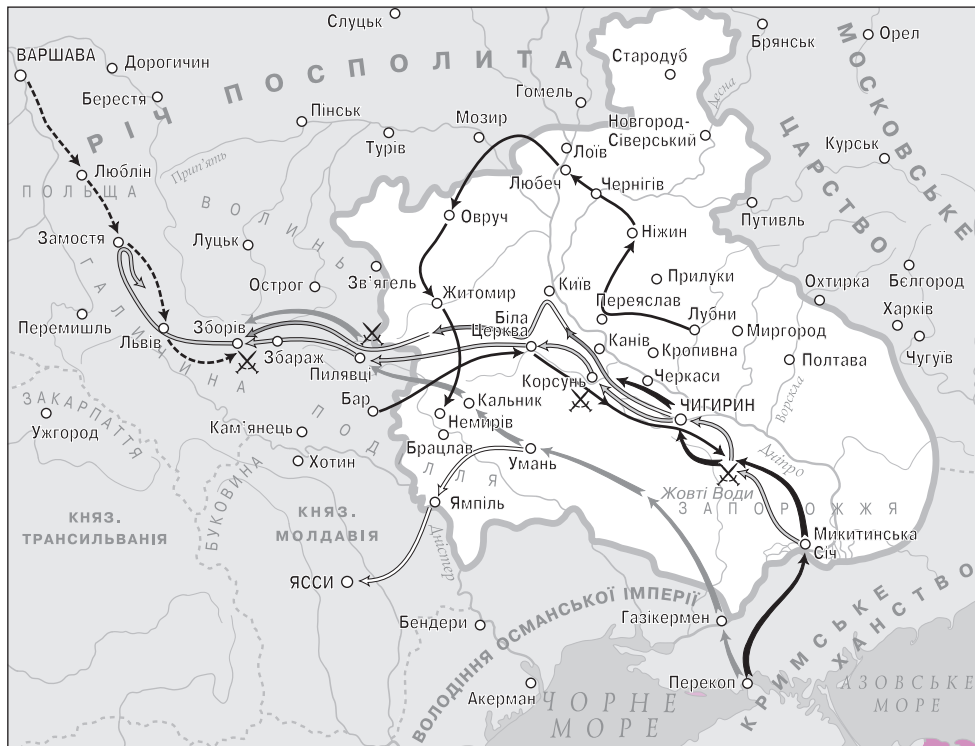 Слуцьк
Брянськ
Орел
МОСКОВСЬКЕ
ЦАРСТВО
ВАРШАВА
Дорогичин
Стародуб
РІЧ ПОСПОЛИТА
Берестя
Гомель
Десна
Пінськ
Мозир
Новгород-
Сіверський
Турів
Лоїв
Курськ
Прип'ять
Люблін
ПОЛЬЩА
Любеч
Чернігів
ВОЛИНЬ
Овруч
Путивль
Замостя
Луцьк
Ніжин
Зв'ягель
Прилуки
Охтирка
Бєлгород
Острог
Житомир
Київ
Переяслав
Харків
ГАЛИЧИНА
Перемишль
Зборів
Біла
Церква
Лубни
Миргород
Львів
Канів
Кропивна
Чугуїв
Збараж
Пилявці
Полтава
Корсунь
Черкаси
Ворскла
ЗАКАРПАТТЯ
Бар
Кальник
ЧИГИРИН
Ужгород
Кам'янець
Немирів
ПОДІЛЛЯ
Брацлав
Умань
Дніпро
Хотин
Жовті Води
БУКОВИНА
Ямпіль
ЗАПОРОЖЖЯ
КНЯЗ.
ТРАНСИЛЬВАНІЯ
КНЯЗ.
МОЛДАВІЯ
Дністер
Микитинська
Січ
ЯССИ
ВОЛОДІННЯ ОСМАНСЬКОЇ ІМПЕРІЇ
Бендери
Газікермен
КРИМСЬКЕ
ХАНСТВО
Перекоп
Акерман
ЧОРНЕ
МОРЕ
АЗОВСЬКЕ
МОРЕ